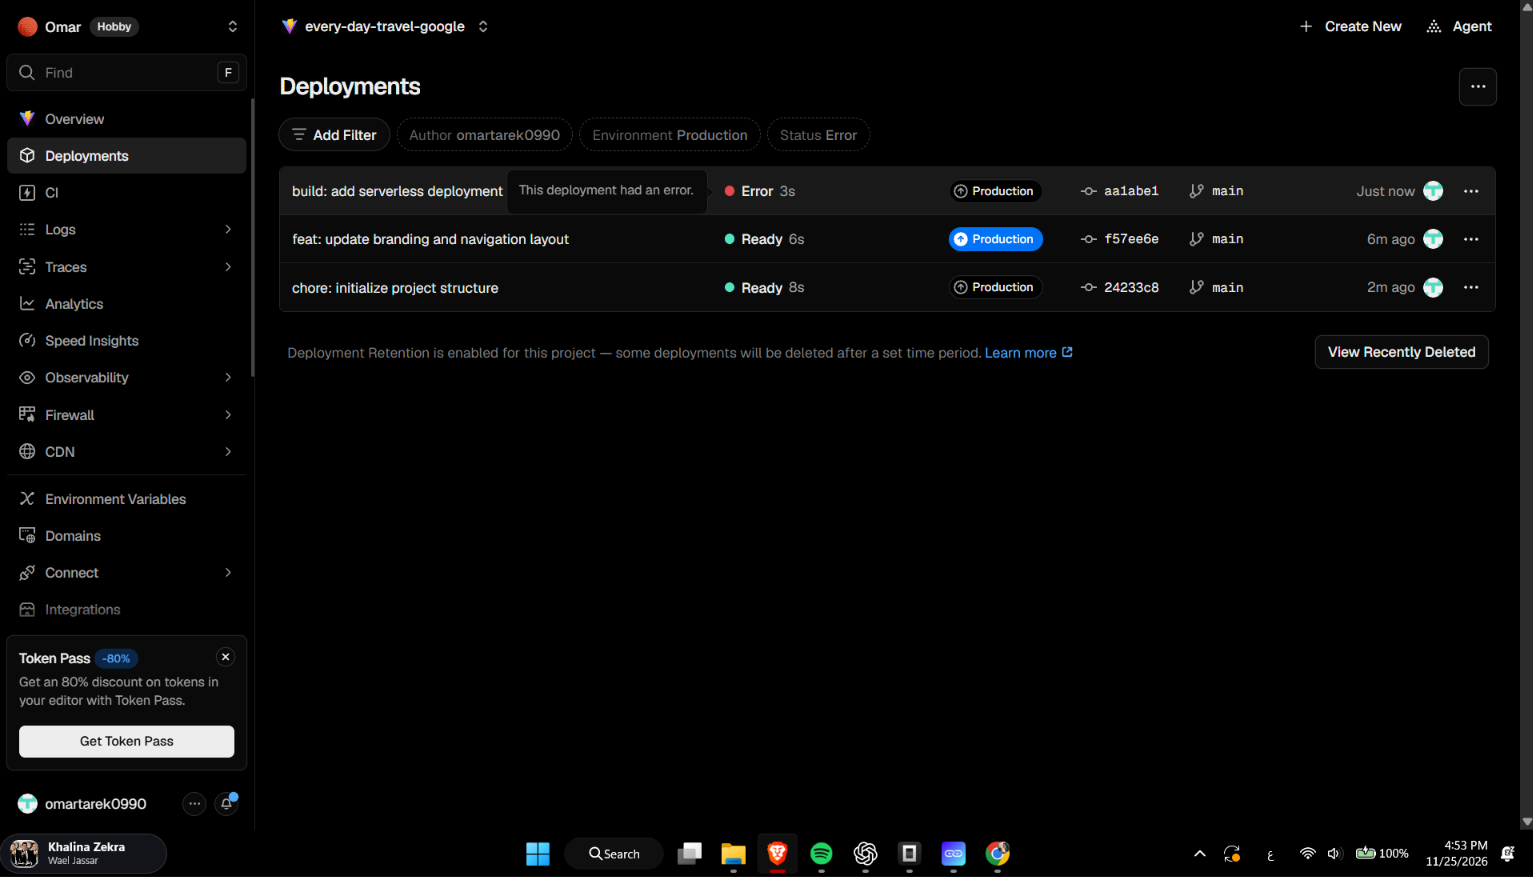 Omar Hobby
Find F
Overview
Deployments
CI
Logs
Traces
Analytics
Speed Insights
Observability
Firewall
CDN
Environment Variables
Domains
Connect
Integrations
Token Pass -80%
Get an 80% discount on tokens in
your editor with Token Pass.
Get Token Pass
omartarek0990
every-day-travel-google
Create New
Agent
Deployments
Add Filter
Author omartarek0990
Environment Production
Status Error
build: add serverless deployment This deployment had an error. Error 3s Production aa1abe1 main Just now
feat: update branding and navigation layout Ready 6s Production f57ee6e main 6m ago
chore: initialize project structure Ready 8s Production 24233c8 main 2m ago
Deployment Retention is enabled for this project — some deployments will be deleted after a set time period. Learn more
View Recently Deleted
Khalina Zekra
Wael Jassar
Search
ع
100%
4:53 PM
11/25/2026